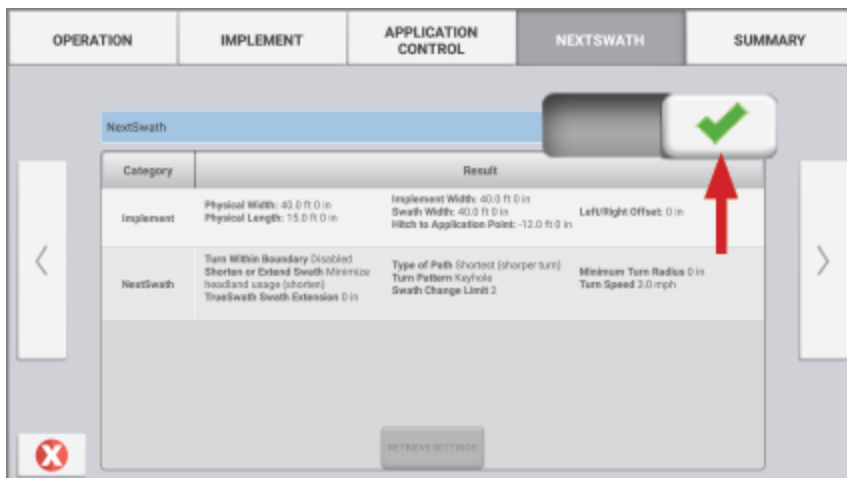 OPERATION
IMPLEMENT
APPLICATION
CONTROL
NEXTSWATH
SUMMARY
NextSwath
Category
Result
Implement
Physical Width: 40.0 ft 0 in
Physical Length: 15.0 ft 0 in
Implement Width: 40.0 ft 0 in
Swath Width: 40.0 ft 0 in
Hitch to Application Point: -12.0 ft 0 in
Left/Right Offset: 0 in
NextSwath
Turn Within Boundary Disabled
Shorten or Extend Swath Minimize
headland usage (shorten)
TrueSwath Swath Extension 0 in
Type of Path Shortest (sharper turn)
Turn Pattern Keyhole
Swath Change Limit 2
Minimum Turn Radius 0 in
Turn Speed 3.0 mph
RETRIEVE SETTINGS